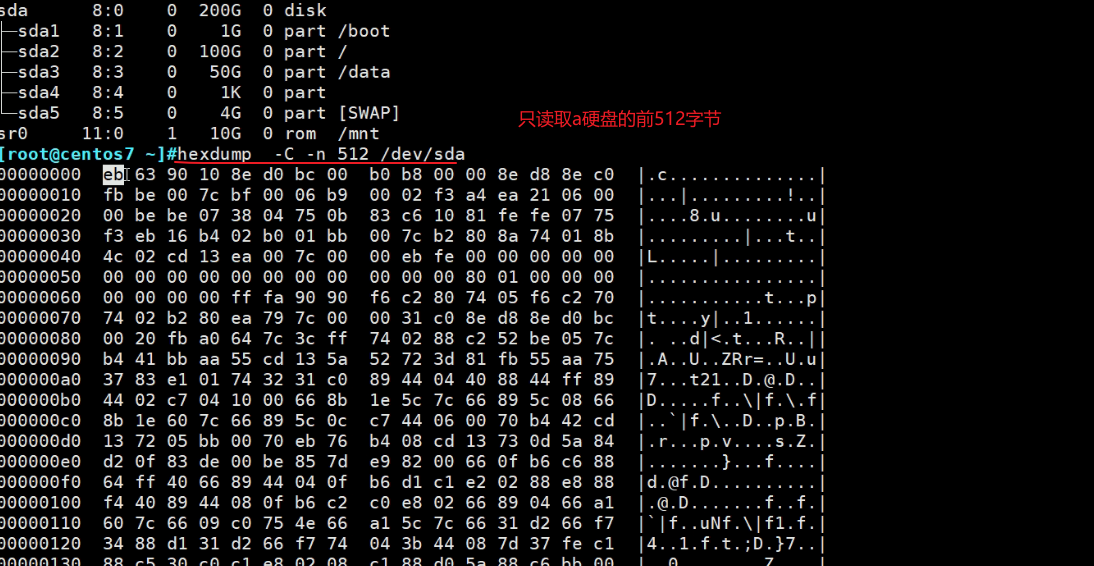 sda      8:0    0  200G  0 disk
├─sda1   8:1    0    1G  0 part /boot
├─sda2   8:2    0  100G  0 part /
├─sda3   8:3    0   50G  0 part /data
├─sda4   8:4    0    1K  0 part
└─sda5   8:5    0    4G  0 part [SWAP]
只读取a硬盘的前512字节
sr0     11:0    1   10G  0 rom  /mnt
[root@centos7 ~]#hexdump  -C -n 512 /dev/sda
00000000  eb 63 90 10 8e d0 bc 00  b0 b8 00 00 8e d8 8e c0  |.c..............|
00000010  fb be 00 7c bf 00 06 b9  00 02 f3 a4 ea 21 06 00  |...|.........!..|
00000020  00 be be 07 38 04 75 0b  83 c6 10 81 fe fe 07 75  |....8.u........u|
00000030  f3 eb 16 b4 02 b0 01 bb  00 7c b2 80 8a 74 01 8b  |.........|...t..|
00000040  4c 02 cd 13 ea 00 7c 00  00 eb fe 00 00 00 00 00  |L.....|.........|
00000050  00 00 00 00 00 00 00 00  00 00 00 80 01 00 00 00  |................|
00000060  00 00 00 00 ff fa 90 90  f6 c2 80 74 05 f6 c2 70  |...........t...p|
00000070  74 02 b2 80 ea 79 7c 00  00 31 c0 8e d8 8e d0 bc  |t....y|..1......|
00000080  00 20 fb a0 64 7c 3c ff  74 02 88 c2 52 be 05 7c  |. ..d|<.t...R..||
00000090  b4 41 bb aa 55 cd 13 5a  52 72 3d 81 fb 55 aa 75  |.A..U..ZRr=..U.u|
000000a0  37 83 e1 01 74 32 31 c0  89 44 04 40 88 44 ff 89  |7...t21..D.@.D..|
000000b0  44 02 c7 04 10 00 66 8b  1e 5c 7c 66 89 5c 08 66  |D.....f..\|f.\.f|
000000c0  8b 1e 60 7c 66 89 5c 0c  c7 44 06 00 70 b4 42 cd  |..`|f.\..D..p.B.|
000000d0  13 72 05 bb 00 70 eb 76  b4 08 cd 13 73 0d 5a 84  |.r...p.v....s.Z.|
000000e0  d2 0f 83 de 00 be 85 7d  e9 82 00 66 0f b6 c6 88  |.......}...f....|
000000f0  64 ff 40 66 89 44 04 0f  b6 d1 c1 e2 02 88 e8 88  |d.@f.D..........|
00000100  f4 40 89 44 08 0f b6 c2  c0 e8 02 66 89 04 66 a1  |.@.D.......f..f.|
00000110  60 7c 66 09 c0 75 4e 66  a1 5c 7c 66 31 d2 66 f7  |`|f..uNf.\|f1.f.|
00000120  34 88 d1 31 d2 66 f7 74  04 3b 44 08 7d 37 fe c1  |4..1.f.t.;D.}7..|
00000130  88 c5 30 c0 c1 e8 02 08  c1 88 d0 5a 88 c6 bb 00  |..0........Z....|